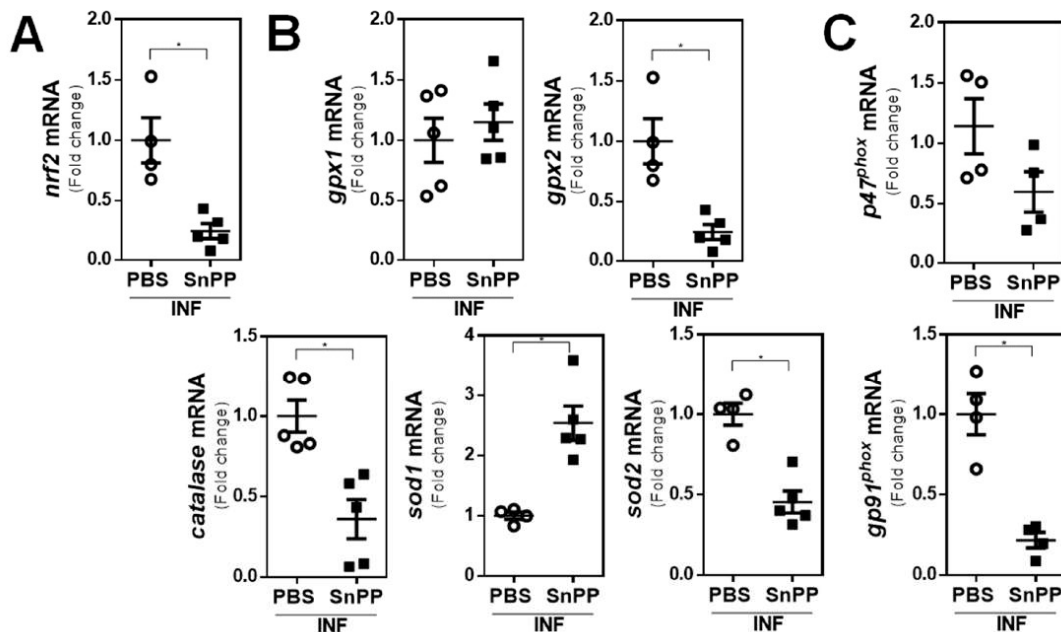 A
nrf2 mRNA
(Fold change)
2.0
1.5
1.0
0.5
0.0
*
PBS SnPP
INF
B
gpx1 mRNA
(Fold change)
2.0
1.5
1.0
0.5
0.0
PBS SnPP
INF
gpx2 mRNA
(Fold change)
2.0
1.5
1.0
0.5
0.0
*
PBS SnPP
INF
C
p47phox mRNA
(Fold change)
2.0
1.5
1.0
0.5
0.0
PBS SnPP
INF
catalase mRNA
(Fold change)
1.5
1.0
0.5
0.0
*
PBS SnPP
INF
sod1 mRNA
(Fold change)
4
3
2
1
0
*
PBS SnPP
INF
sod2 mRNA
(Fold change)
1.5
1.0
0.5
0.0
*
PBS SnPP
INF
gp91phox mRNA
(Fold change)
1.5
1.0
0.5
0.0
*
PBS SnPP
INF